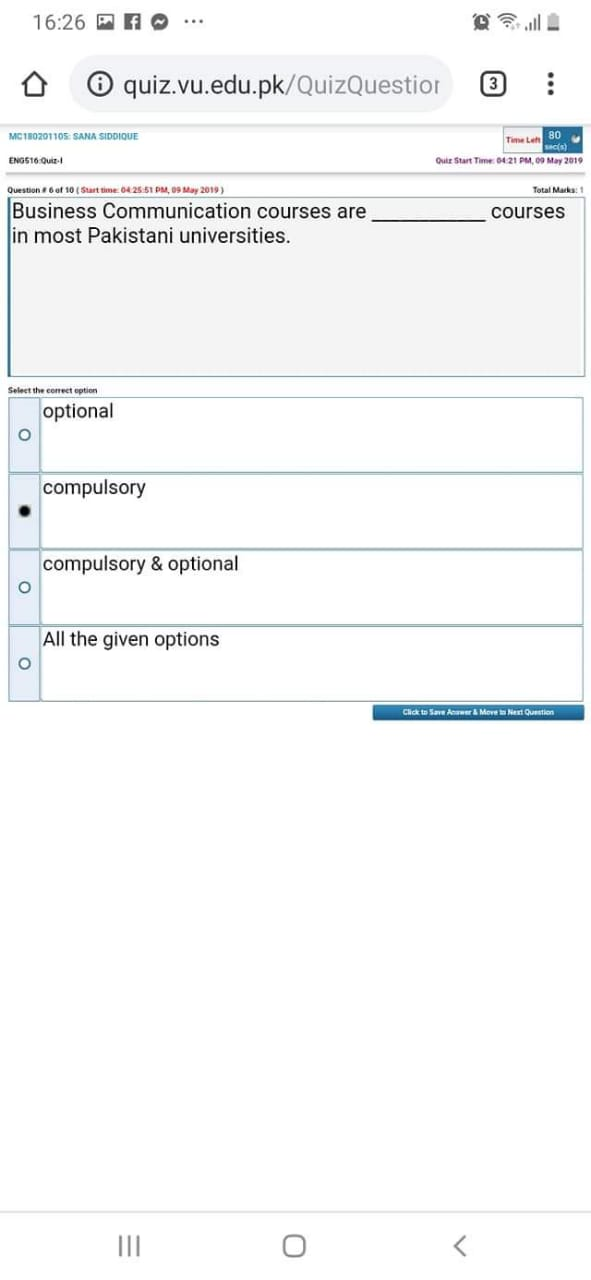 16:26
quiz.vu.edu.pk/QuizQuestior
3
MC180201105: SANA SIDDIQUE
Time Left 80 sec(s)
ENG516:Quiz-I
Quiz Start Time: 04:21 PM, 09 May 2019
Question # 6 of 10 ( Start time: 04:25:51 PM, 09 May 2019 )
Total Marks: 1
Business Communication courses are ___________ courses
in most Pakistani universities.
Select the correct option
optional
compulsory
compulsory & optional
All the given options
Click to Save Answer & Move to Next Question